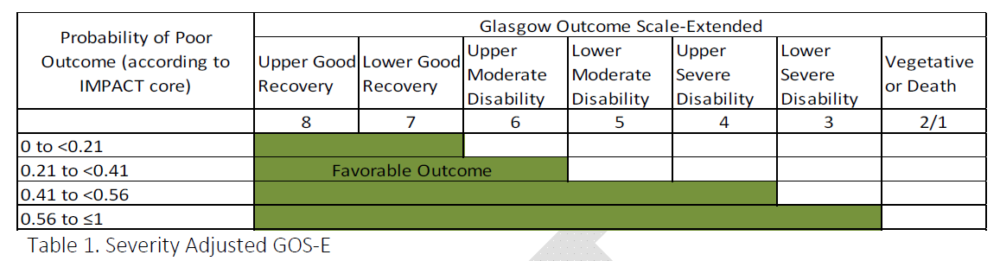 Probability of Poor
Outcome (according to
IMPACT core)
Glasgow Outcome Scale-Extended
Upper Good
Recovery
Lower Good
Recovery
Upper
Moderate
Disability
Lower
Moderate
Disability
Upper
Severe
Disability
Lower
Severe
Disability
Vegetative
or Death
8 7 6 5 4 3 2/1
0 to <0.21
0.21 to <0.41 Favorable Outcome
0.41 to <0.56
0.56 to ≤1
Table 1. Severity Adjusted GOS-E